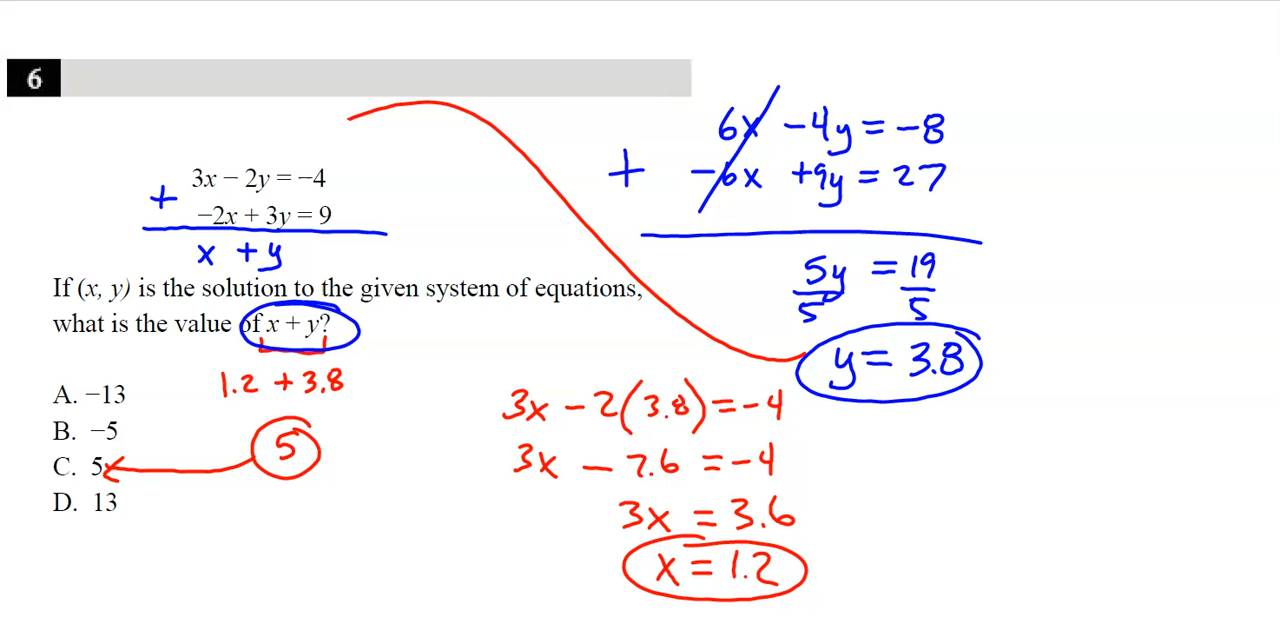 6
3x − 2y = −4
+
−2x + 3y = 9
x + y
If (x, y) is the solution to the given system of equations,
what is the value of x + y?
1.2 + 3.8
5
A. −13
B. −5
C. 5
D. 13
6x − 4y = −8
+
−6x + 9y = 27
5y = 19
5 5
y = 3.8
3x − 2(3.8) = −4
3x − 7.6 = −4
3x = 3.6
x = 1.2